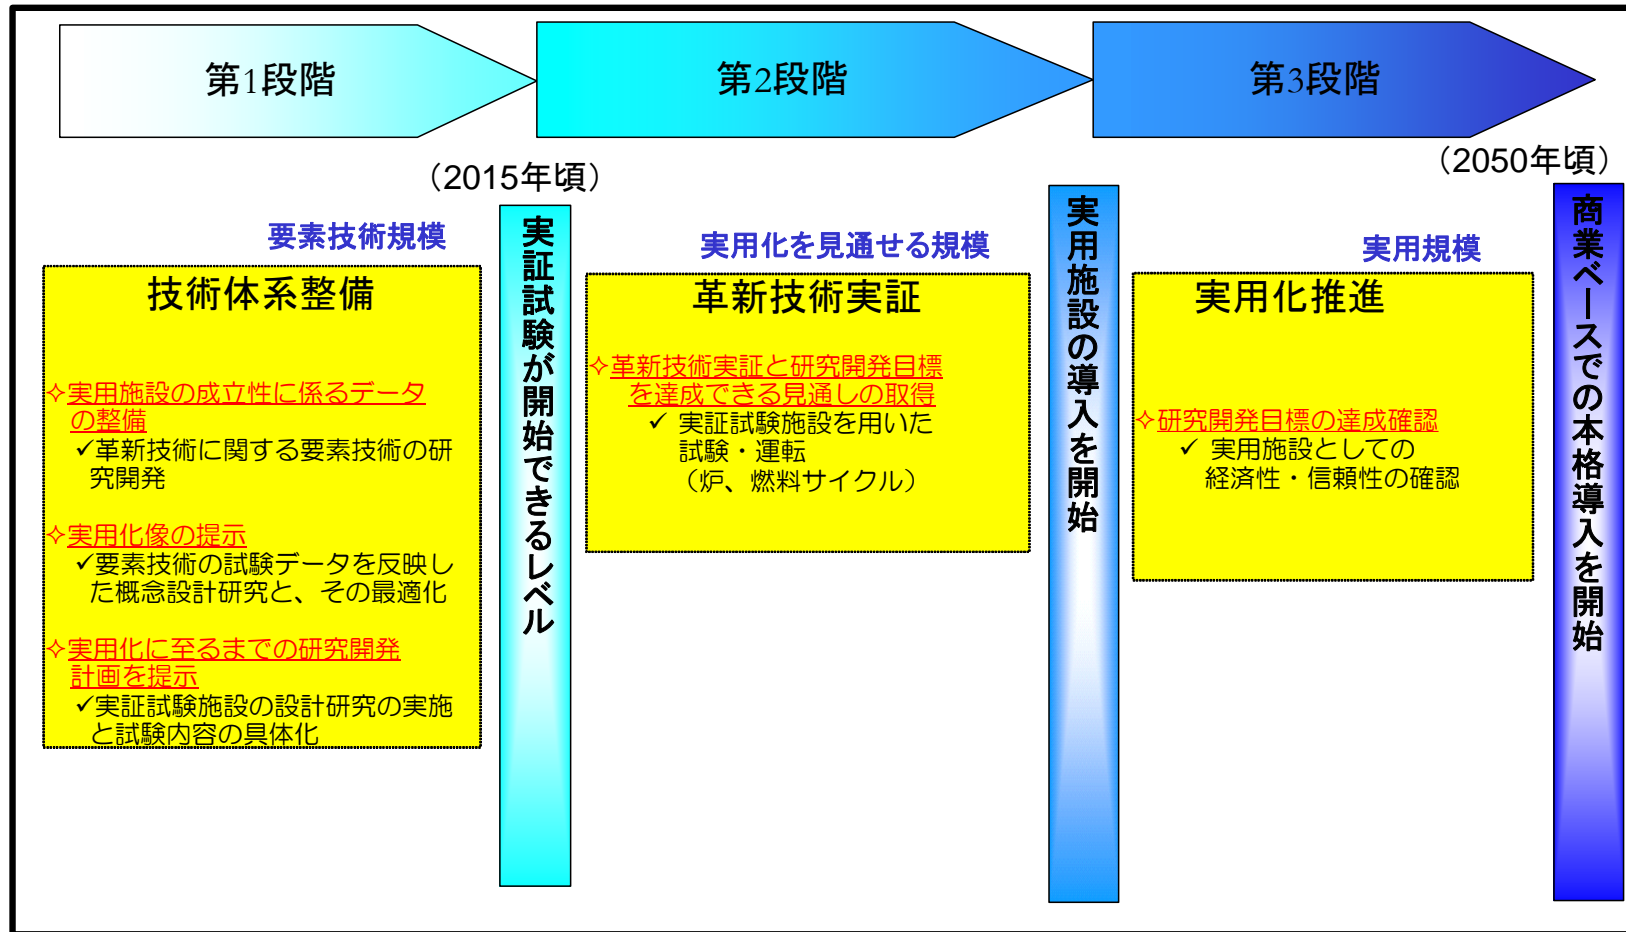 第1段階
第2段階
第3段階
（2015年頃）
（2050年頃）
要素技術規模
技術体系整備
✧実用施設の成立性に係るデータ
の整備
✓革新技術に関する要素技術の研
究開発
✧実用化像の提示
✓要素技術の試験データを反映し
た概念設計研究と、その最適化
✧実用化に至るまでの研究開発
計画を提示
✓実証試験施設の設計研究の実施
と試験内容の具体化
実証試験が開始できるレベル
実用化を見通せる規模
革新技術実証
✧革新技術実証と研究開発目標
を達成できる見通しの取得
✓ 実証試験施設を用いた
試験・運転
（炉、燃料サイクル）
実用施設の導入を開始
実用規模
実用化推進
✧研究開発目標の達成確認
✓ 実用施設としての
経済性・信頼性の確認
商業ベースでの本格導入を開始